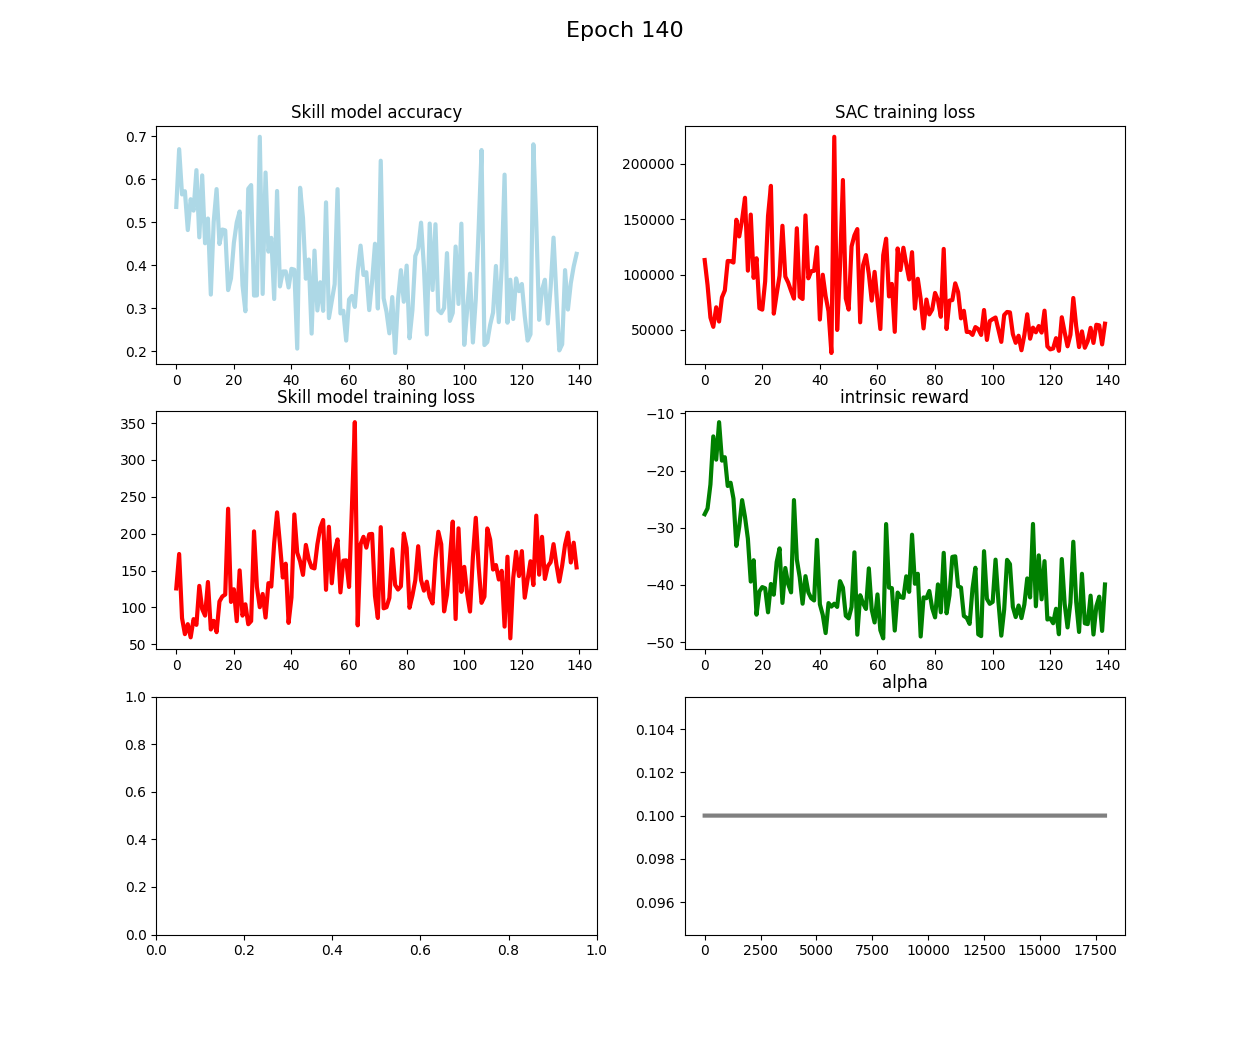 Epoch 140
Skill model accuracy
0.7
0.6
0.5
0.4
0.3
0.2
0 20 40 60 80 100 120 140
SAC training loss
200000
150000
100000
50000
0 20 40 60 80 100 120 140
Skill model training loss
350
300
250
200
150
100
50
0 20 40 60 80 100 120 140
intrinsic reward
−10
−20
−30
−40
−50
0 20 40 60 80 100 120 140
1.0
0.8
0.6
0.4
0.2
0.0
0.0 0.2 0.4 0.6 0.8 1.0
alpha
0.104
0.102
0.100
0.098
0.096
0 2500 5000 7500 10000 12500 15000 17500